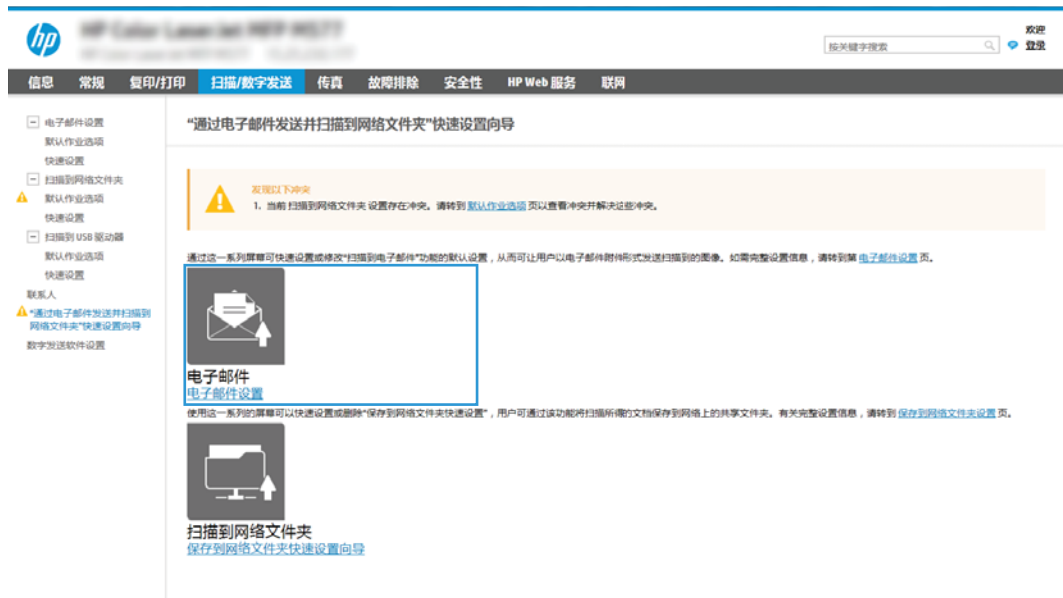 hp
欢迎
按关键字搜索
登录
信息 常规 复印/打印 扫描/数字发送 传真 故障排除 安全性 HP Web 服务 联网
电子邮件设置
默认作业选项
快速设置
扫描到网络文件夹
默认作业选项
快速设置
扫描到 USB 驱动器
默认作业选项
快速设置
联系人
“通过电子邮件发送并扫描到
网络文件夹”快速设置向导
数字发送软件设置
“通过电子邮件发送并扫描到网络文件夹”快速设置向导
发现以下冲突
1. 当前 扫描到网络文件夹 设置存在冲突。请转到 默认作业选项 页以查看冲突并解决这些冲突。
通过这一系列屏幕可快速设置或修改“扫描到电子邮件”功能的默认设置，从而可让用户以电子邮件附件形式发送扫描到的图像。如需完整设置信息，请转到第 电子邮件设置 页。
电子邮件
电子邮件设置
使用这一系列的屏幕可以快速设置或删除“保存到网络文件夹快速设置”，用户可通过该功能将扫描所得的文档保存到网络上的共享文件夹。有关完整设置信息，请转到 保存到网络文件夹设置 页。
扫描到网络文件夹
保存到网络文件夹快速设置向导